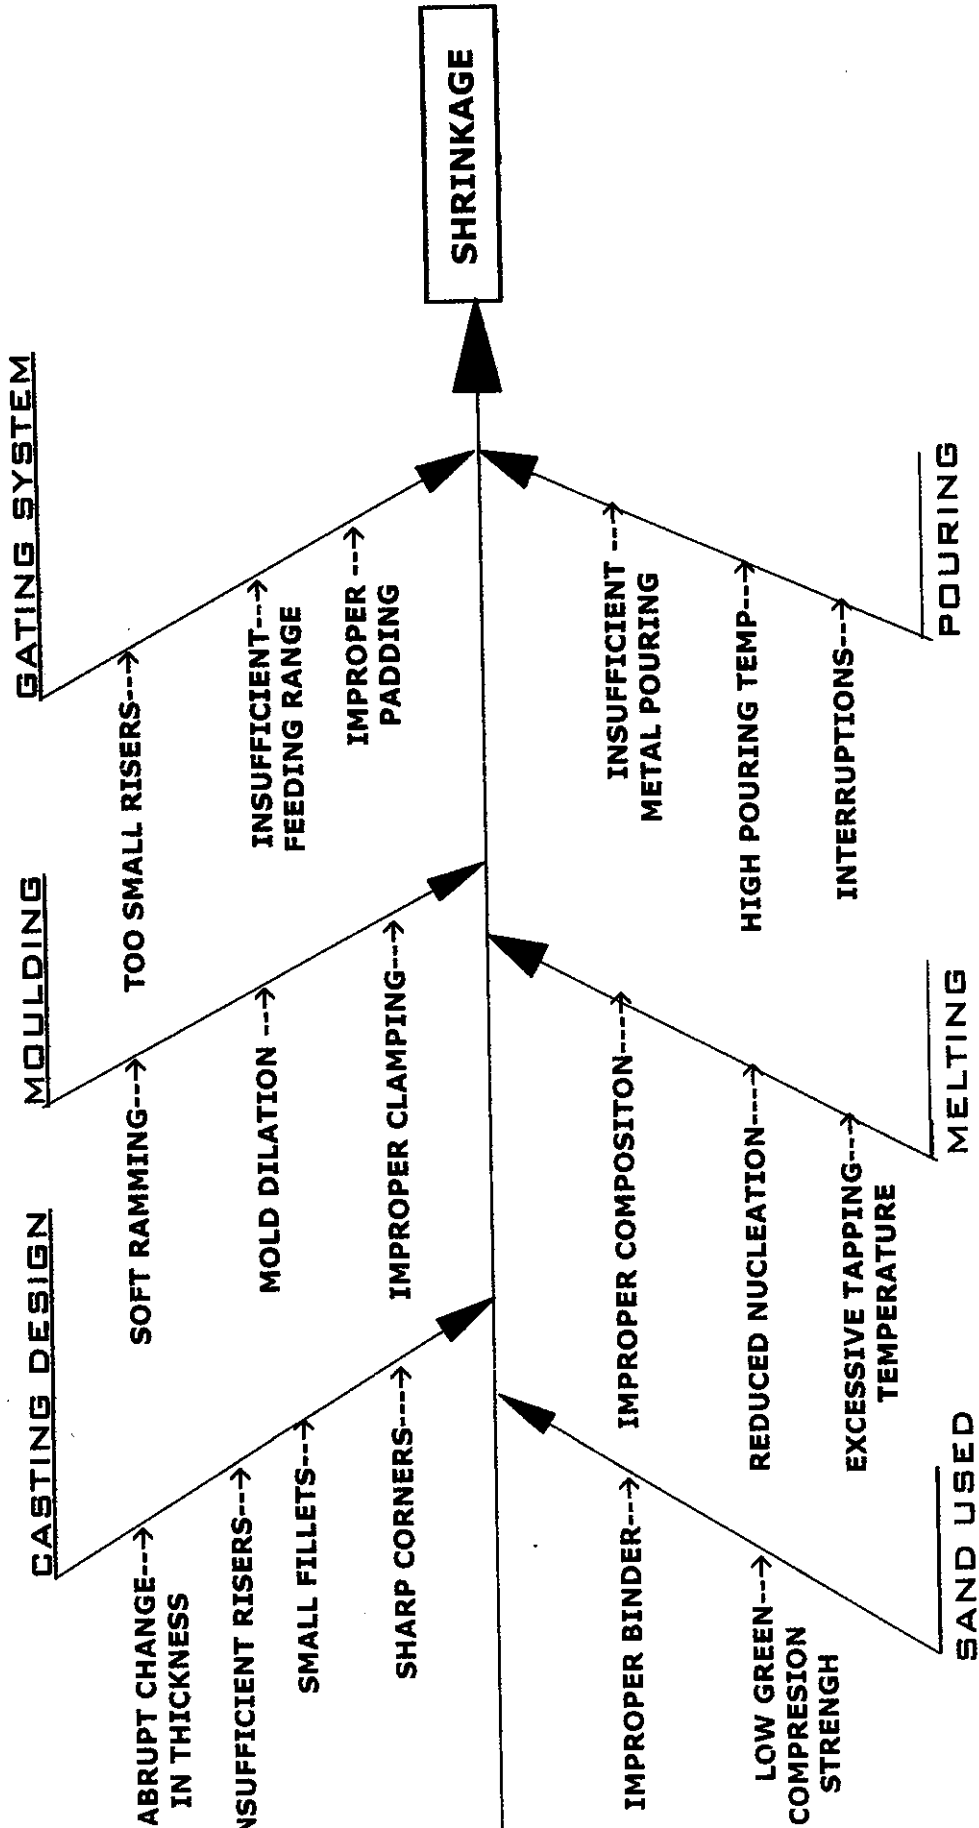 CASTING DESIGN
ABRUPT CHANGE--->
IN THICKNESS
NSUFFICIENT RISERS--->
SMALL FILLETS--->
SHARP CORNERS--->
MOULDING
SOFT RAMMING--->
MOLD DILATION --->
IMPROPER CLAMPING--->
GATING SYSTEM
TOO SMALL RISERS--->
INSUFFICIENT--->
FEEDING RANGE
IMPROPER --->
PADDING
SHRINKAGE
IMPROPER BINDER--->
LOW GREEN--->
COMPRESION
STRENGH
SAND USED
IMPROPER COMPOSITON---->
REDUCED NUCLEATION---->
EXCESSIVE TAPPING---->
TEMPERATURE
MELTING
INSUFFICIENT --->
METAL POURING
HIGH POURING TEMP--->
INTERRUPTIONS--->
POURING